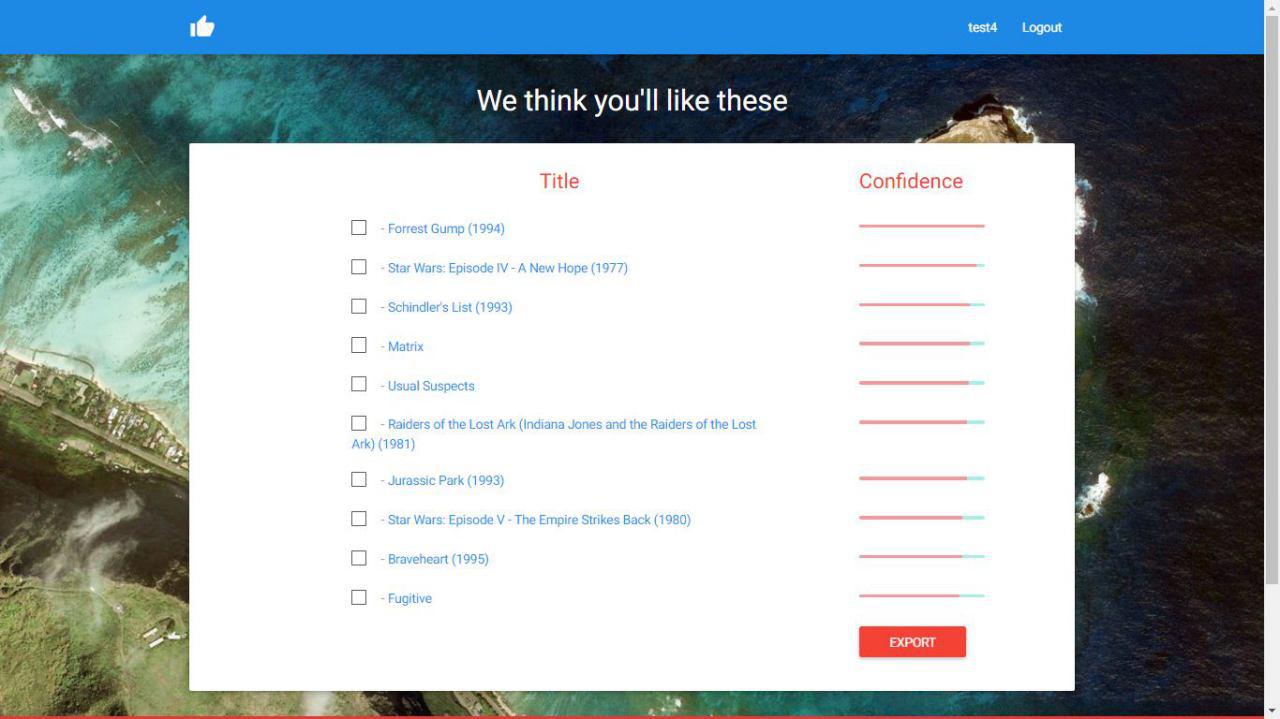 test4 Logout
We think you'll like these
Title Confidence
- Forrest Gump (1994)
- Star Wars: Episode IV - A New Hope (1977)
- Schindler's List (1993)
- Matrix
- Usual Suspects
- Raiders of the Lost Ark (Indiana Jones and the Raiders of the Lost
Ark) (1981)
- Jurassic Park (1993)
- Star Wars: Episode V - The Empire Strikes Back (1980)
- Braveheart (1995)
- Fugitive
EXPORT